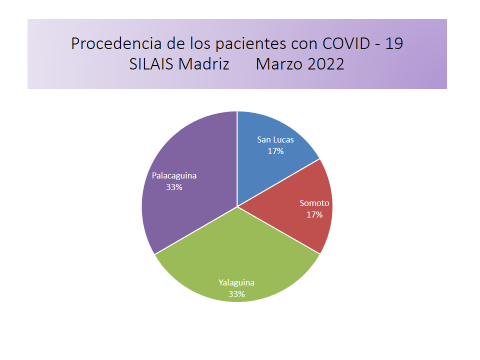 Procedencia de los pacientes con COVID - 19
SILAIS Madriz Marzo 2022
San Lucas
17%
Palacaguina
33%
Somoto
17%
Yalaguina
33%